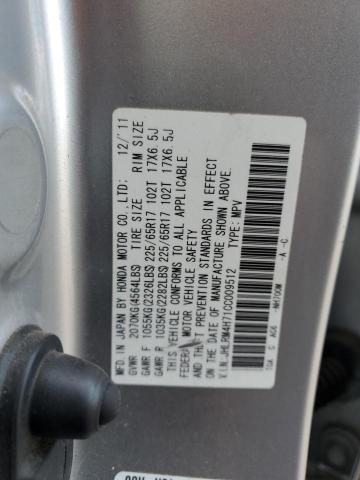 MFD. IN JAPAN BY HONDA MOTOR CO., LTD. 12/'11
GVWR 2070KG(4564LBS) TIRE SIZE RIM SIZE
GAWR F 1055KG(2326LBS) 225/65R17 102T 17X6.5J
GAWR R 1035KG(2282LBS) 225/65R17 102T 17X6.5J
THIS VEHICLE CONFORMS TO ALL APPLICABLE
FEDERAL MOTOR VEHICLE SAFETY
AND THEFT PREVENTION STANDARDS IN EFFECT
ON THE DATE OF MANUFACTURE SHOWN ABOVE.
V.I.N. JHLRM4H71CC009512 TYPE: MPV
A06 -A -C